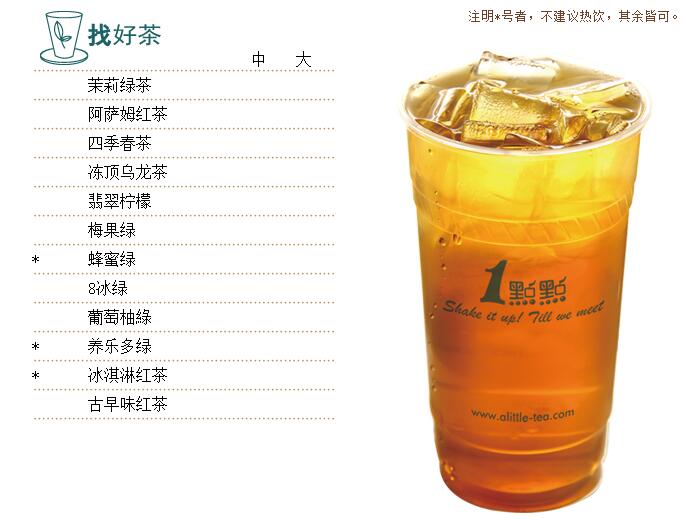 注明*号者，不建议热饮，其余皆可。
找好茶
中 大
茉莉绿茶
阿萨姆红茶
四季春茶
冻顶乌龙茶
翡翠柠檬
梅果绿
* 蜂蜜绿
8冰绿
葡萄柚綠
* 养乐多绿
* 冰淇淋红茶
古早味红茶
1點點
Shake it up! Till we meet
www.alittle-tea.com